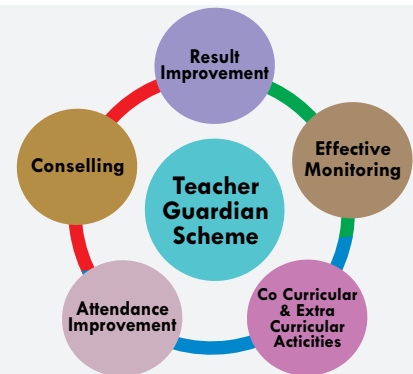 Result
Improvement
Effective
Monitoring
Conselling
Teacher
Guardian
Scheme
Attendance
Improvement
Co Curricular
& Extra
Curricular
Acticities